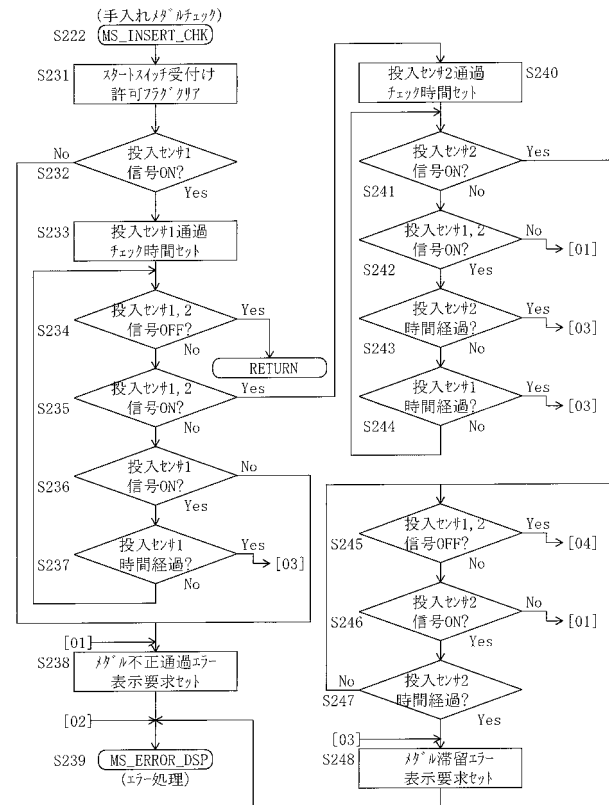 (手入れﾒﾀﾞﾙﾁｪｯｸ)
S222 MS_INSERT_CHK
S231
ｽﾀｰﾄｽｲｯﾁ受付け
許可ﾌﾗｸﾞｸﾘｱ
No
投入ｾﾝｻ1
信号ON?
S232
Yes
S233
投入ｾﾝｻ1通過
ﾁｪｯｸ時間ｾｯﾄ
投入ｾﾝｻ1,2
信号OFF?
Yes
S234
No
RETURN
投入ｾﾝｻ1,2
信号ON?
Yes
S235
No
投入ｾﾝｻ1
信号ON?
No
S236
Yes
投入ｾﾝｻ1
時間経過?
Yes
[03]
S237
No
[01]
S238
ﾒﾀﾞﾙ不正通過ｴﾗｰ
表示要求ｾｯﾄ
[02]
S239
MS_ERROR_DSP
(ｴﾗｰ処理)
投入ｾﾝｻ2通過
ﾁｪｯｸ時間ｾｯﾄ
S240
投入ｾﾝｻ2
信号ON?
Yes
S241
No
投入ｾﾝｻ1,2
信号ON?
No
[01]
S242
Yes
投入ｾﾝｻ2
時間経過?
Yes
[03]
S243
No
投入ｾﾝｻ1
時間経過?
Yes
[03]
S244
No
投入ｾﾝｻ1,2
信号OFF?
Yes
[04]
S245
No
投入ｾﾝｻ2
信号ON?
No
[01]
S246
Yes
No
投入ｾﾝｻ2
時間経過?
S247
Yes
[03]
S248
ﾒﾀﾞﾙ滞留ｴﾗｰ
表示要求ｾｯﾄ